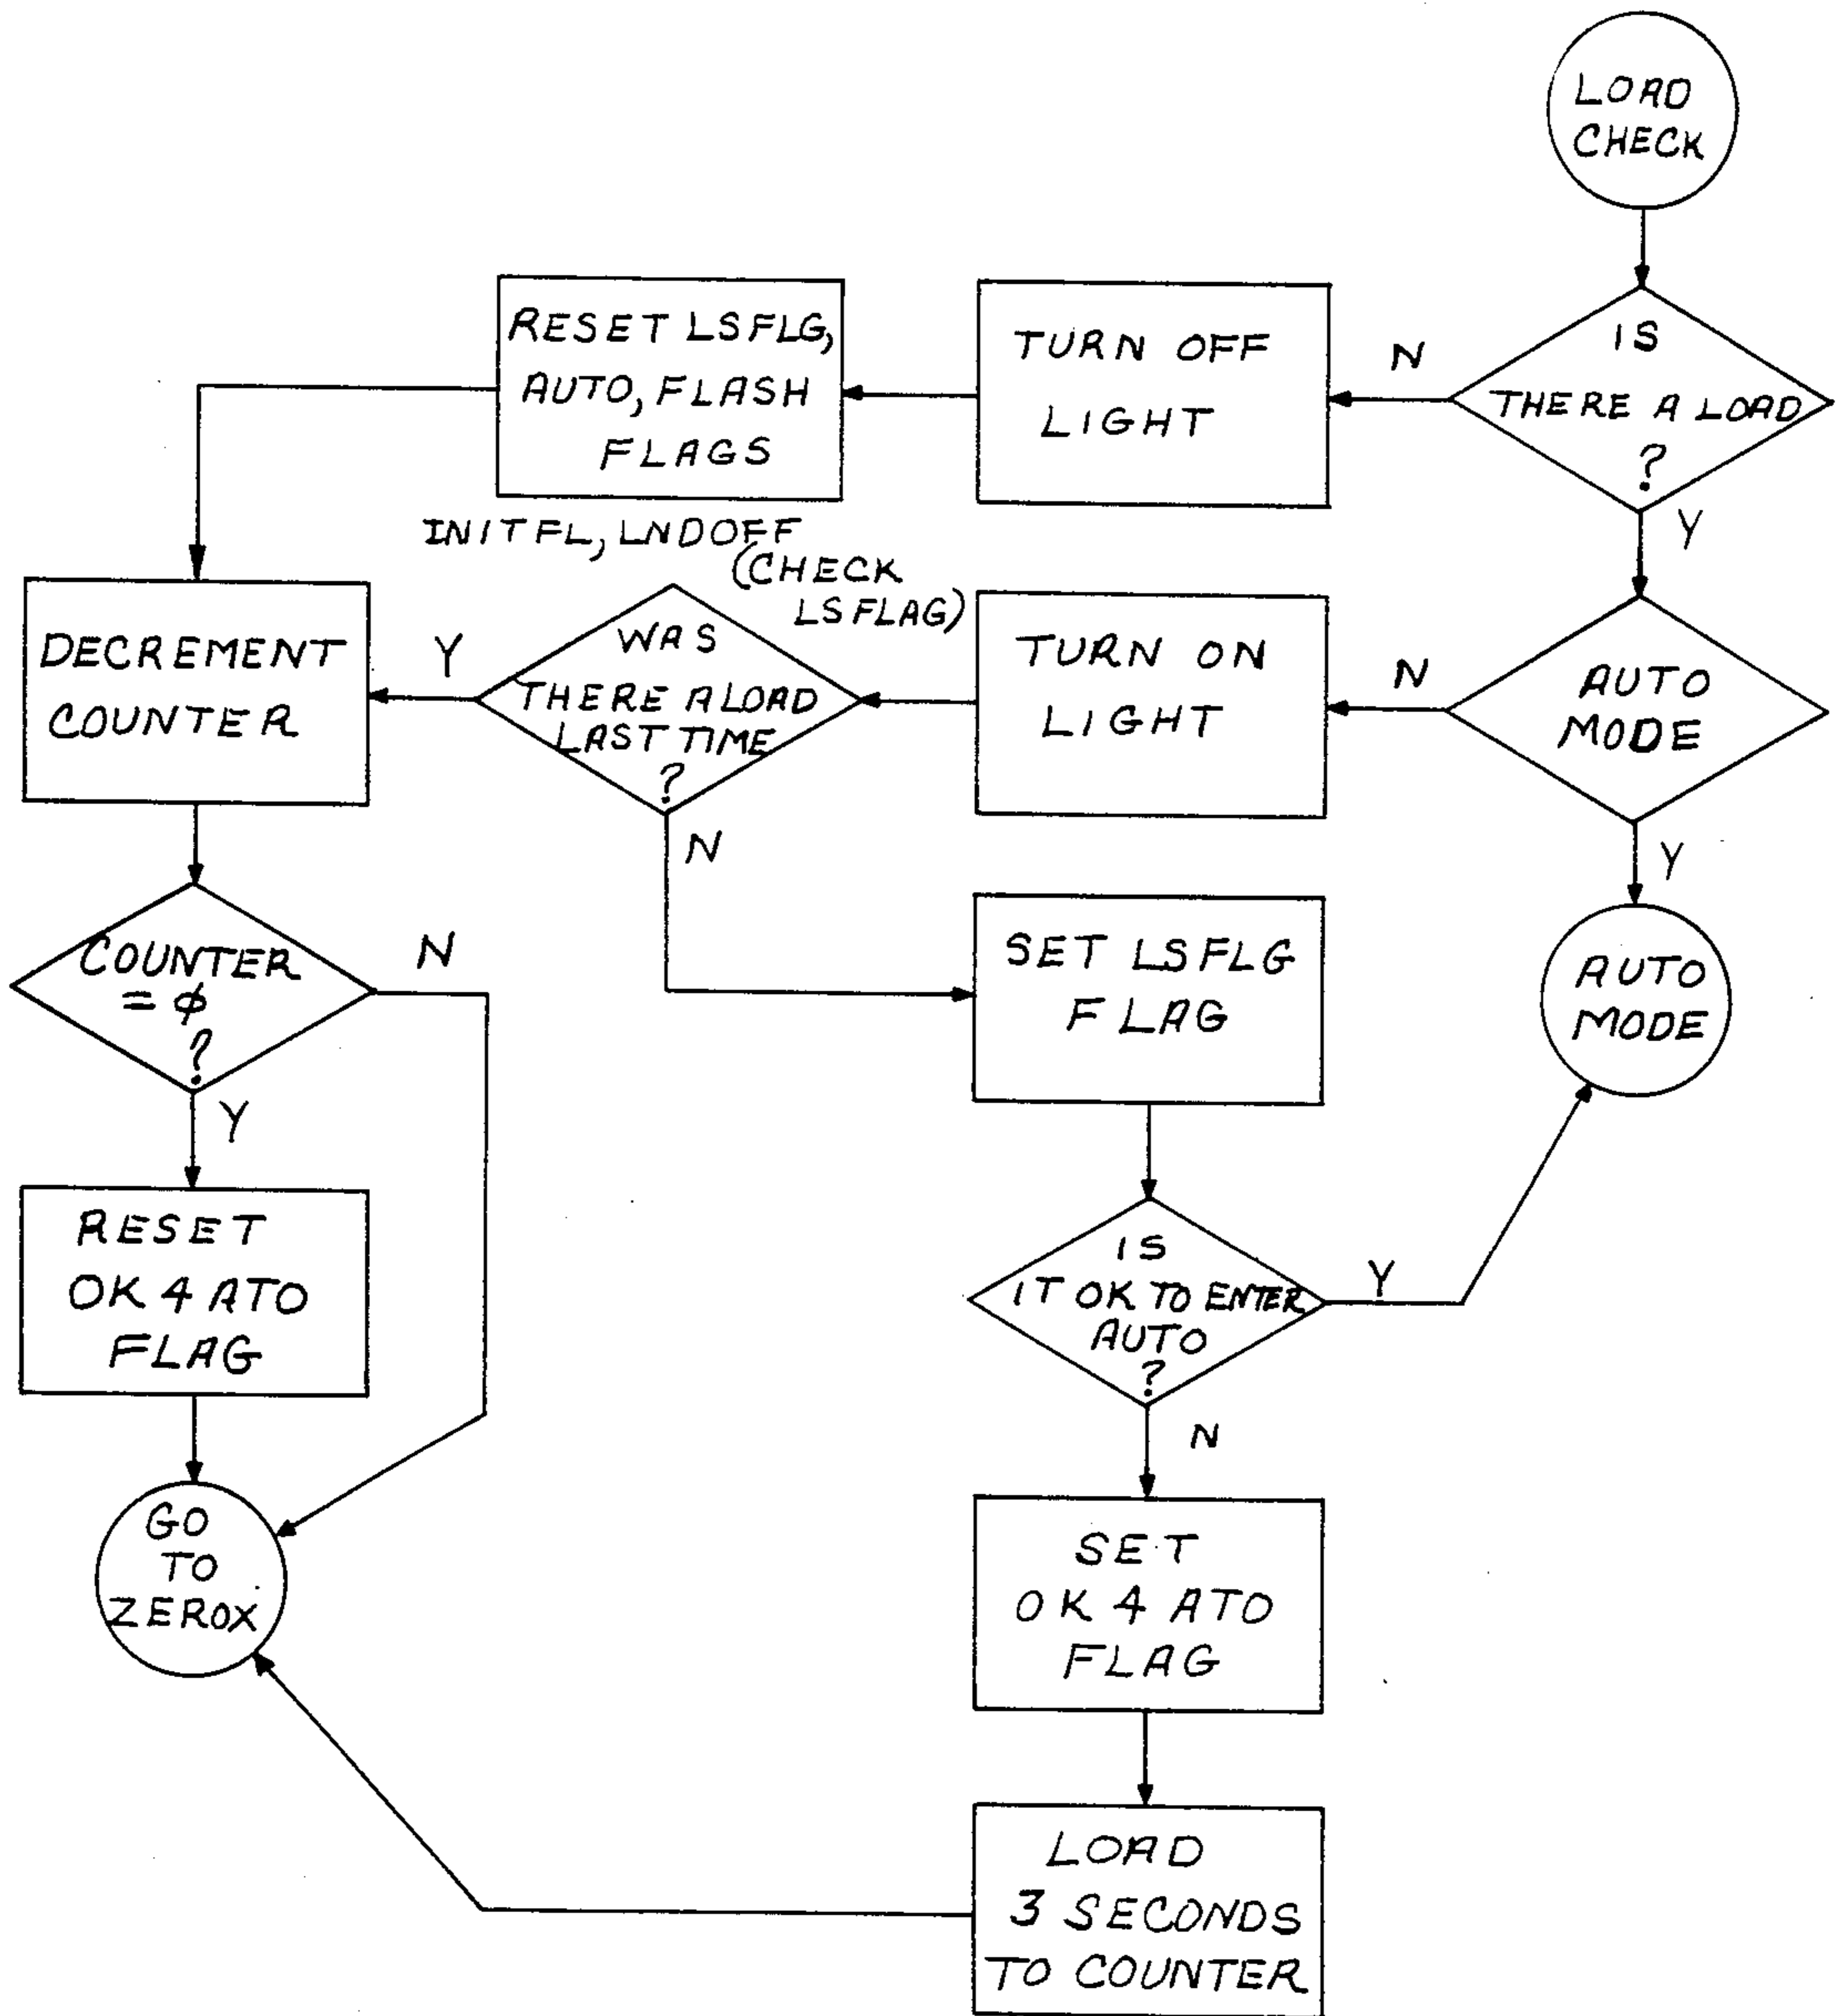 LOAD
CHECK
IS
THERE A LOAD
?
N
Y
TURN OFF
LIGHT
RESET LSFLG,
AUTO, FLASH
FLAGS
INITFL, LNDOFF
(CHECK
LSFLAG)
AUTO
MODE
N
Y
TURN ON
LIGHT
WAS
THERE A LOAD
LAST TIME
?
Y
N
DECREMENT
COUNTER
COUNTER
= φ
?
N
Y
RESET
OK 4 ATO
FLAG
GO
TO
ZEROX
SET LSFLG
FLAG
AUTO
MODE
IS
IT OK TO ENTER
AUTO
?
Y
N
SET
OK 4 ATO
FLAG
LOAD
3 SECONDS
TO COUNTER